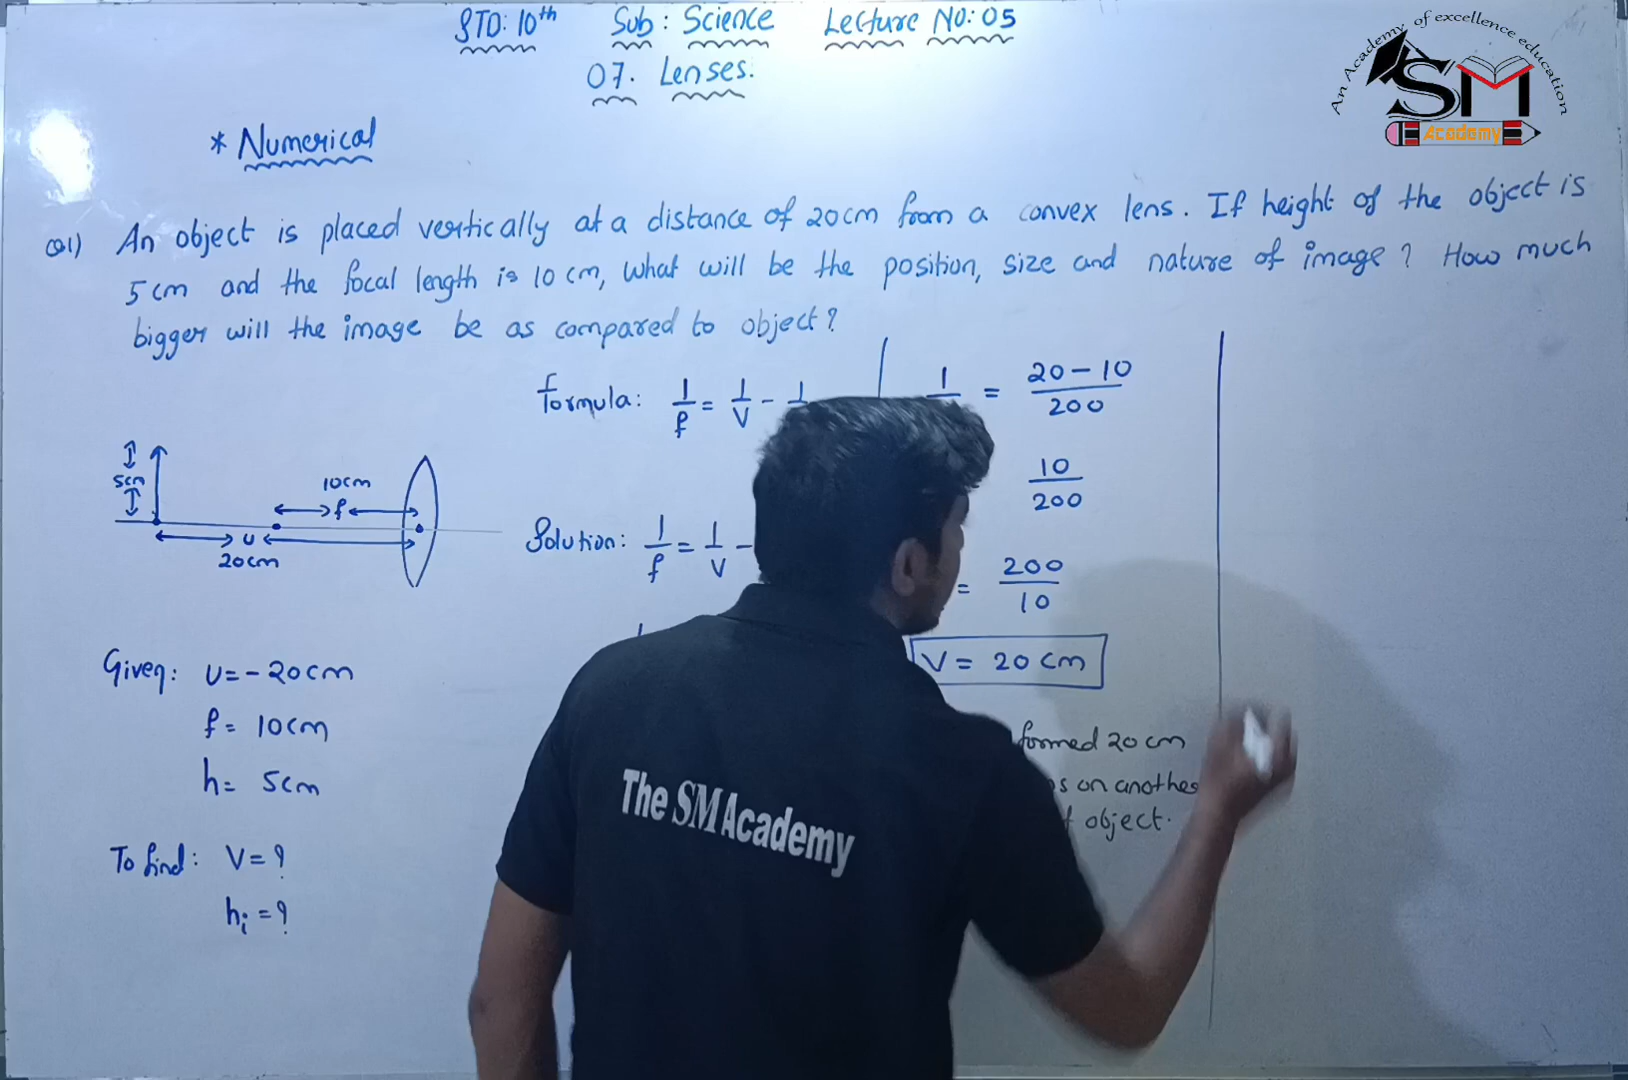 STD: 10th Sub: Science Lecture NO: 05
07. Lenses.
An Academy of excellence education
SM
Academy
* Numerical
Q1) An object is placed vertically at a distance of 20cm from a convex lens. If height of the object is
5cm and the focal length is 10 cm, what will be the position, size and nature of image? How much
bigger will the image be as compared to object?
5cm
10cm
f
u
20cm
Given: u = - 20cm
f = 10cm
h = 5cm
To find: V = ?
hi = ?
Formula: 1/f = 1/V - 1
Solution: 1/f = 1/V -
1 = 20 - 10/200
10/200
= 200/10
V = 20 cm
formed 20 cm
on another
object.
The SM Academy